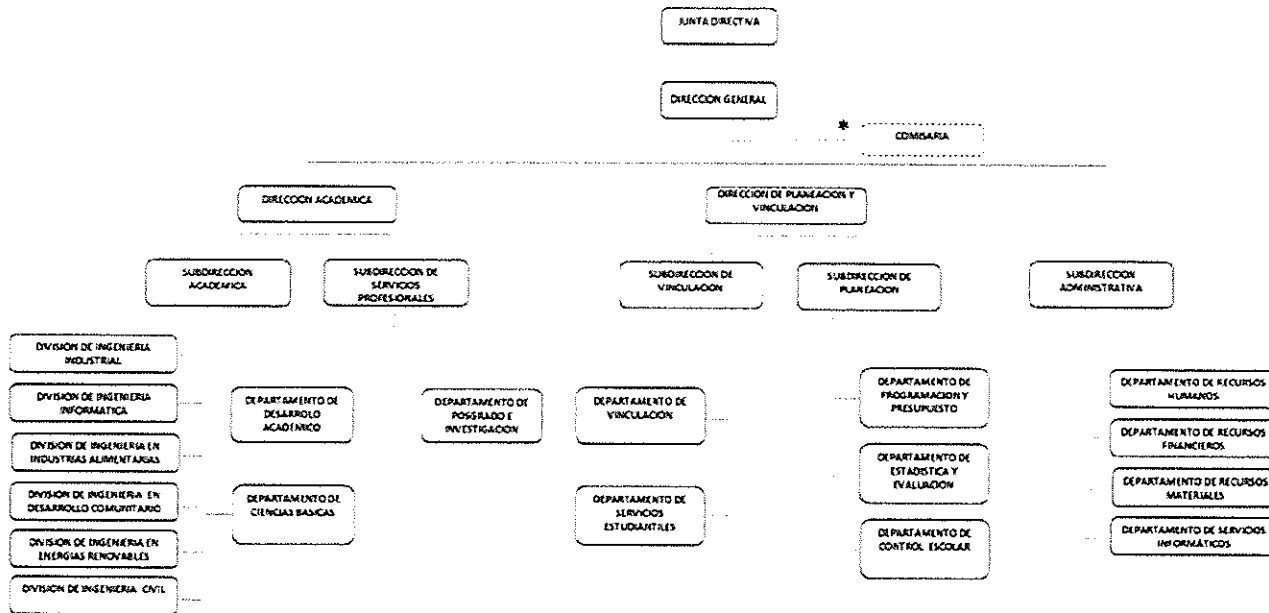 JUNTA DIRECTIVA
DIRECCION GENERAL
*
COMISARIA
DIRECCION ACADEMICA
DIRECCION DE PLANEACION Y
VINCULACION
SUBDIRECCION
ACADEMICA
SUBDIRECCION DE
SERVICIOS
PROFESIONALES
SUBDIRECCION DE
VINCULACION
SUBDIRECCION DE
PLANEACION
SUBDIRECCION
ADMINISTRATIVA
DIVISION DE INGENIERIA
INDUSTRIAL
DIVISION DE INGENIERIA
INFORMATICA
DIVISION DE INGENIERIA EN
INDUSTRIAS ALIMENTARIAS
DIVISION DE INGENIERIA EN
DESARROLLO COMUNITARIO
DIVISION DE INGENIERIA EN
ENERGIAS RENOVABLES
DIVISION DE INGENIERIA CIVIL
DEPARTAMENTO DE
DESARROLO
ACADEMICO
DEPARTAMENTO DE
CIENCIAS BASICAS
DEPARTAMENTO DE
POSGRADO E
INVESTIGACION
DEPARTAMENTO DE
VINCULACION
DEPARTAMENTO DE
SERVICIOS
ESTUDIANTILES
DEPARTAMENTO DE
PROGRAMACION Y
PRESUPUESTO
DEPARTAMENTO DE
ESTADISTICA Y
EVALUACION
DEPARTAMENTO DE
CONTROL ESCOLAR
DEPARTAMENTO DE RECURSOS
HUMANOS
DEPARTAMENTO DE RECURSOS
FINANCIEROS
DEPARTAMENTO DE RECURSOS
MATERIALES
DEPARTAMENTO DE SERVICIOS
INFORMÁTICOS